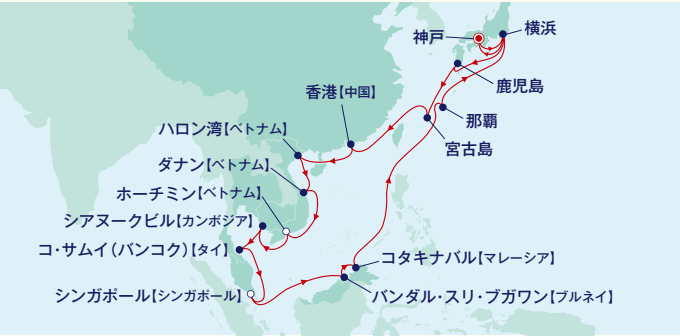 横浜
神戸
鹿児島
香港【中国】
那覇
ハロン湾【ベトナム】
宮古島
ダナン【ベトナム】
ホーチミン【ベトナム】
シアヌークビル【カンボジア】
コ・サムイ（バンコク）【タイ】
コタキナバル【マレーシア】
シンガポール【シンガポール】
バンダル・スリ・ブガワン【ブルネイ】